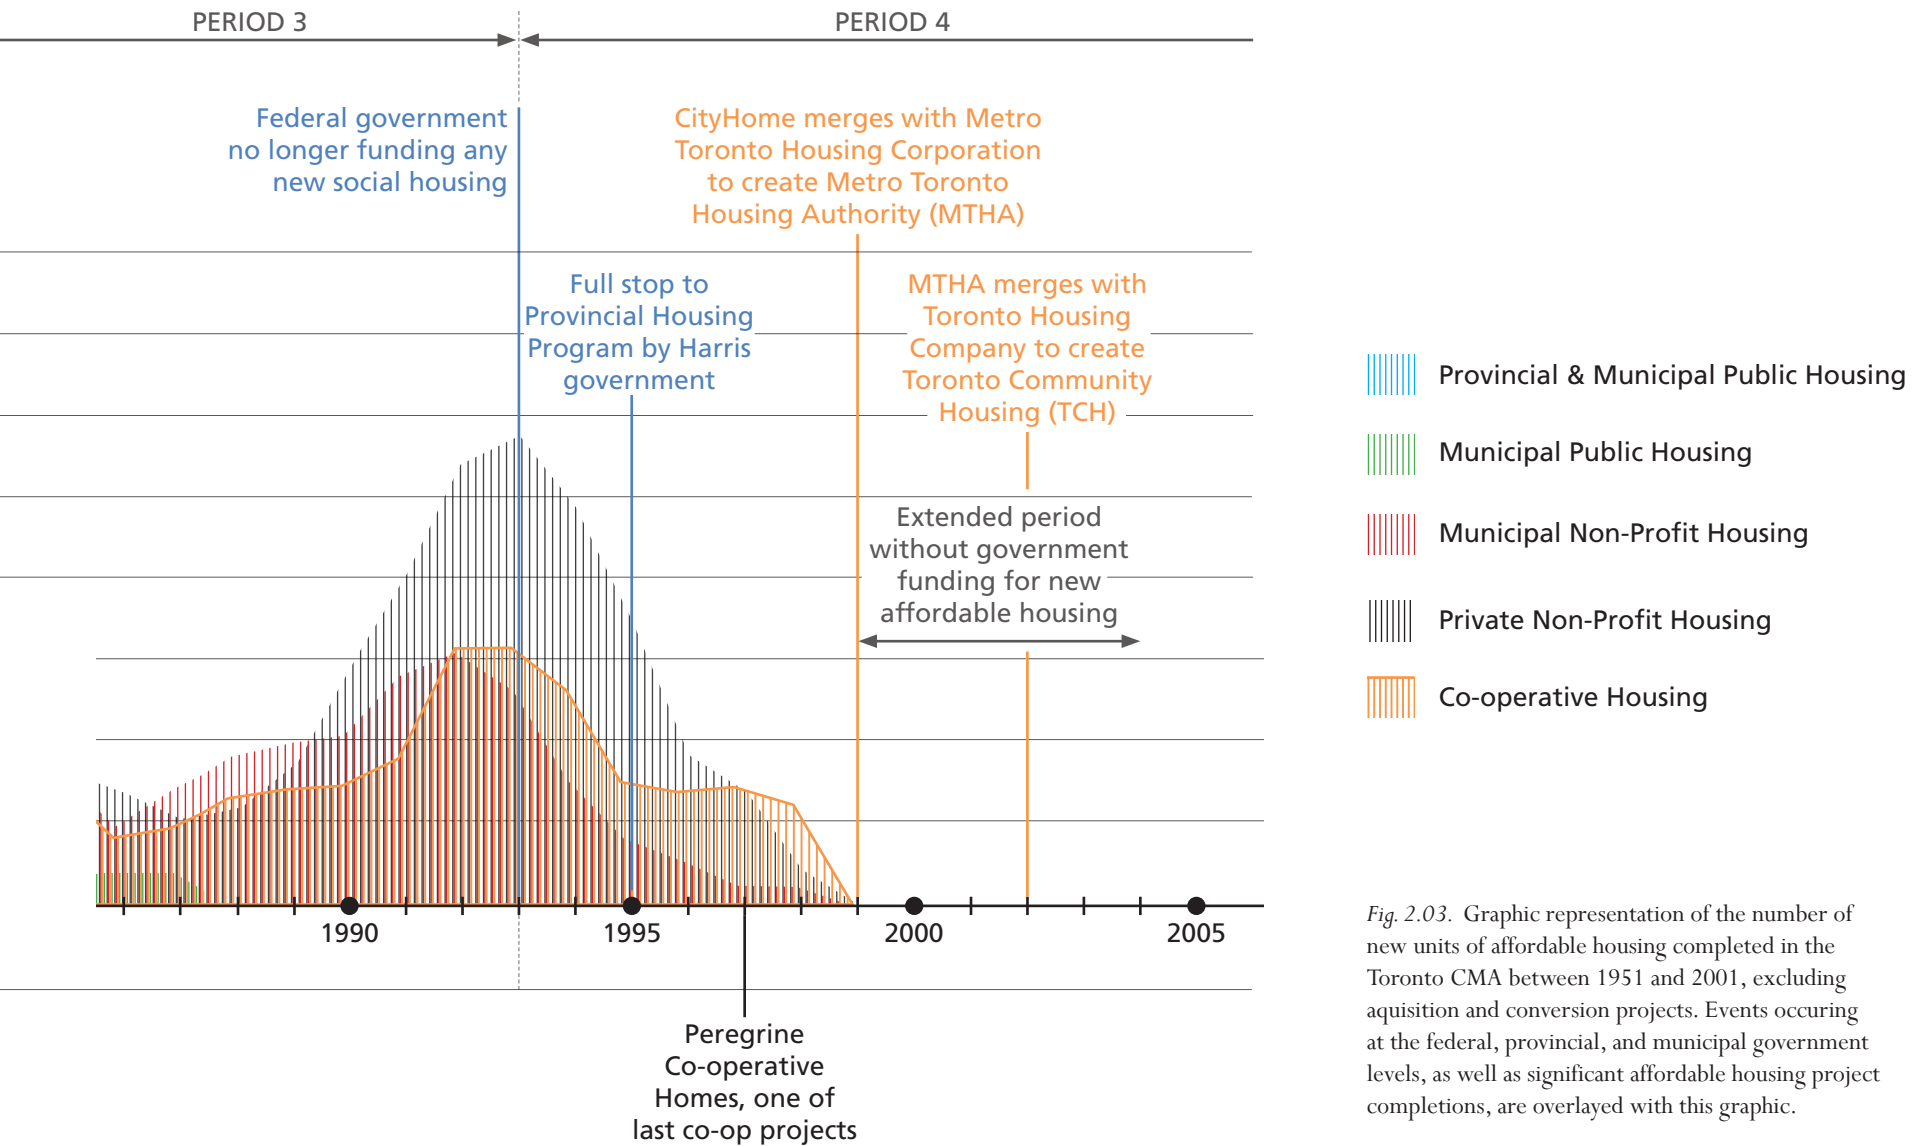 PERIOD 3
PERIOD 4
Federal government
no longer funding any
new social housing
CityHome merges with Metro
Toronto Housing Corporation
to create Metro Toronto
Housing Authority (MTHA)
Full stop to
Provincial Housing
Program by Harris
government
MTHA merges with
Toronto Housing
Company to create
Toronto Community
Housing (TCH)
Extended period
without government
funding for new
affordable housing
1990
1995
2000
2005
Peregrine
Co-operative
Homes, one of
last co-op projects
Provincial & Municipal Public Housing
Municipal Public Housing
Municipal Non-Profit Housing
Private Non-Profit Housing
Co-operative Housing
Fig. 2.03. Graphic representation of the number of
new units of affordable housing completed in the
Toronto CMA between 1951 and 2001, excluding
aquisition and conversion projects. Events occuring
at the federal, provincial, and municipal government
levels, as well as significant affordable housing project
completions, are overlayed with this graphic.